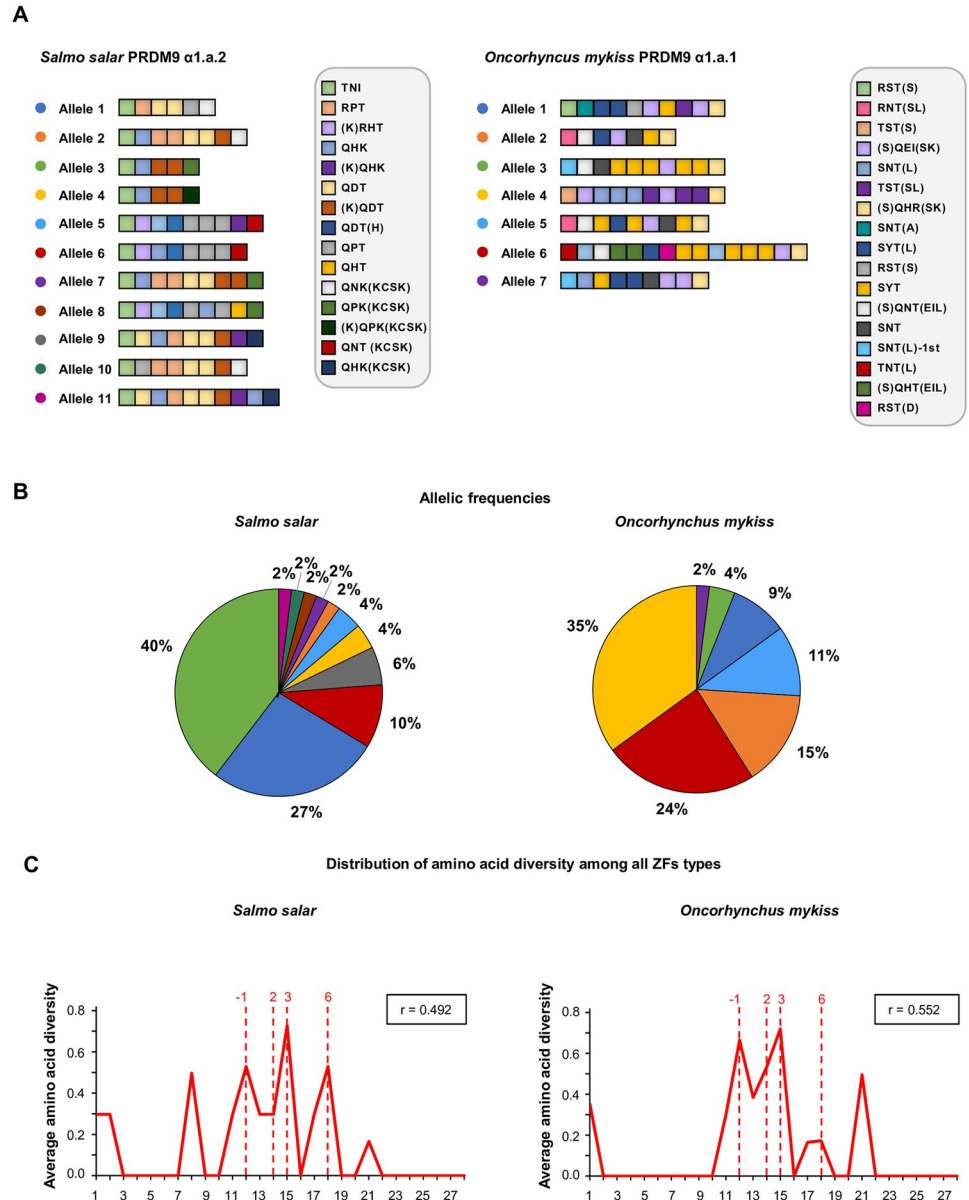 A
Salmo salar PRDM9 α1.a.2
Allele 1
Allele 2
Allele 3
Allele 4
Allele 5
Allele 6
Allele 7
Allele 8
Allele 9
Allele 10
Allele 11
TNI
RPT
(K)RHT
QHK
(K)QHK
QDT
(K)QDT
QDT(H)
QPT
QHT
QNK(KCSK)
QPK(KCSK)
(K)QPK(KCSK)
QNT (KCSK)
QHK(KCSK)
Oncorhyncus mykiss PRDM9 α1.a.1
Allele 1
Allele 2
Allele 3
Allele 4
Allele 5
Allele 6
Allele 7
RST(S)
RNT(SL)
TST(S)
(S)QEI(SK)
SNT(L)
TST(SL)
(S)QHR(SK)
SNT(A)
SYT(L)
RST(S)
SYT
(S)QNT(EIL)
SNT
SNT(L)-1st
TNT(L)
(S)QHT(EIL)
RST(D)
B
Allelic frequencies
Salmo salar
2%
2%
2%
2%
2%
4%
4%
6%
10%
27%
40%
Oncorhynchus mykiss
2%
4%
9%
11%
15%
24%
35%
C
Distribution of amino acid diversity among all ZFs types
Salmo salar
Average amino acid diversity
-1 2 3 6
r = 0.492
0.8
0.6
0.4
0.2
0.0
1 3 5 7 9 11 13 15 17 19 21 23 25 27
Oncorhynchus mykiss
Average amino acid diversity
-1 2 3 6
r = 0.552
0.8
0.6
0.4
0.2
0.0
1 3 5 7 9 11 13 15 17 19 21 23 25 27